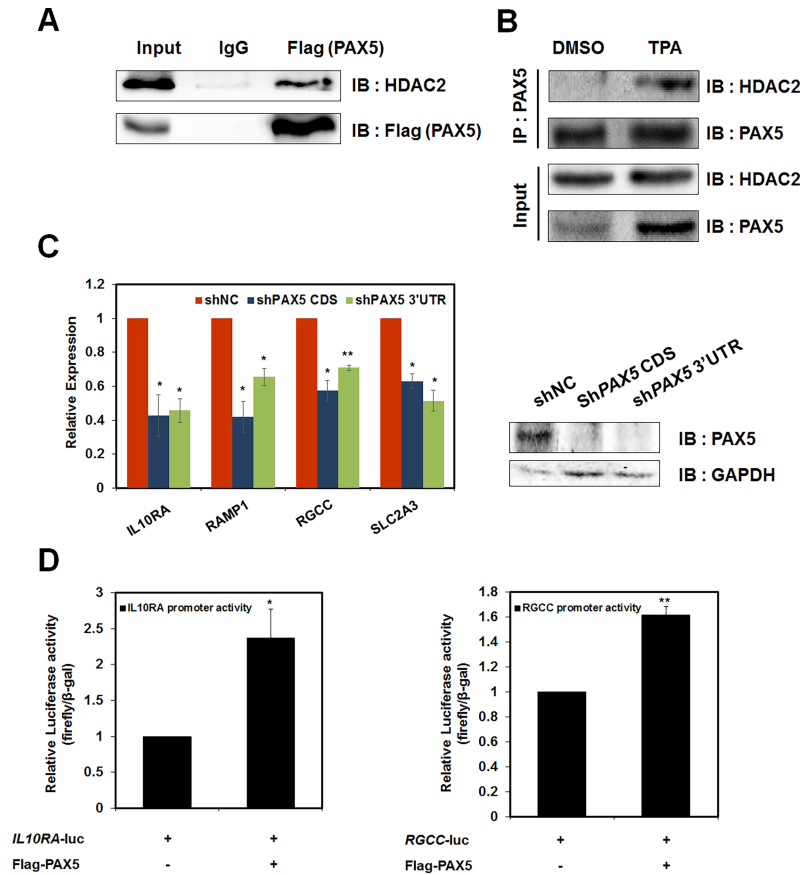 A
Input IgG Flag (PAX5)
IB : HDAC2
IB : Flag (PAX5)
B
DMSO TPA
IP : PAX5
IB : HDAC2
IB : PAX5
Input
IB : HDAC2
IB : PAX5
C
Relative Expression
1.2
1
0.8
0.6
0.4
0.2
0
shNC shPAX5 CDS shPAX5 3'UTR
* * * * * ** * *
IL10RA RAMP1 RGCC SLC2A3
shNC ShPAX5 CDS shPAX5 3’UTR
IB : PAX5
IB : GAPDH
D
Relative Luciferase activity
(firefly/β-gal)
3
2.5
2
1.5
1
0.5
0
IL10RA promoter activity
*
IL10RA-luc + +
Flag-PAX5 - +
Relative Luciferase activity
(firefly/β-gal)
1.8
1.6
1.4
1.2
1
0.8
0.6
0.4
0.2
0
RGCC promoter activity
**
RGCC-luc + +
Flag-PAX5 - +